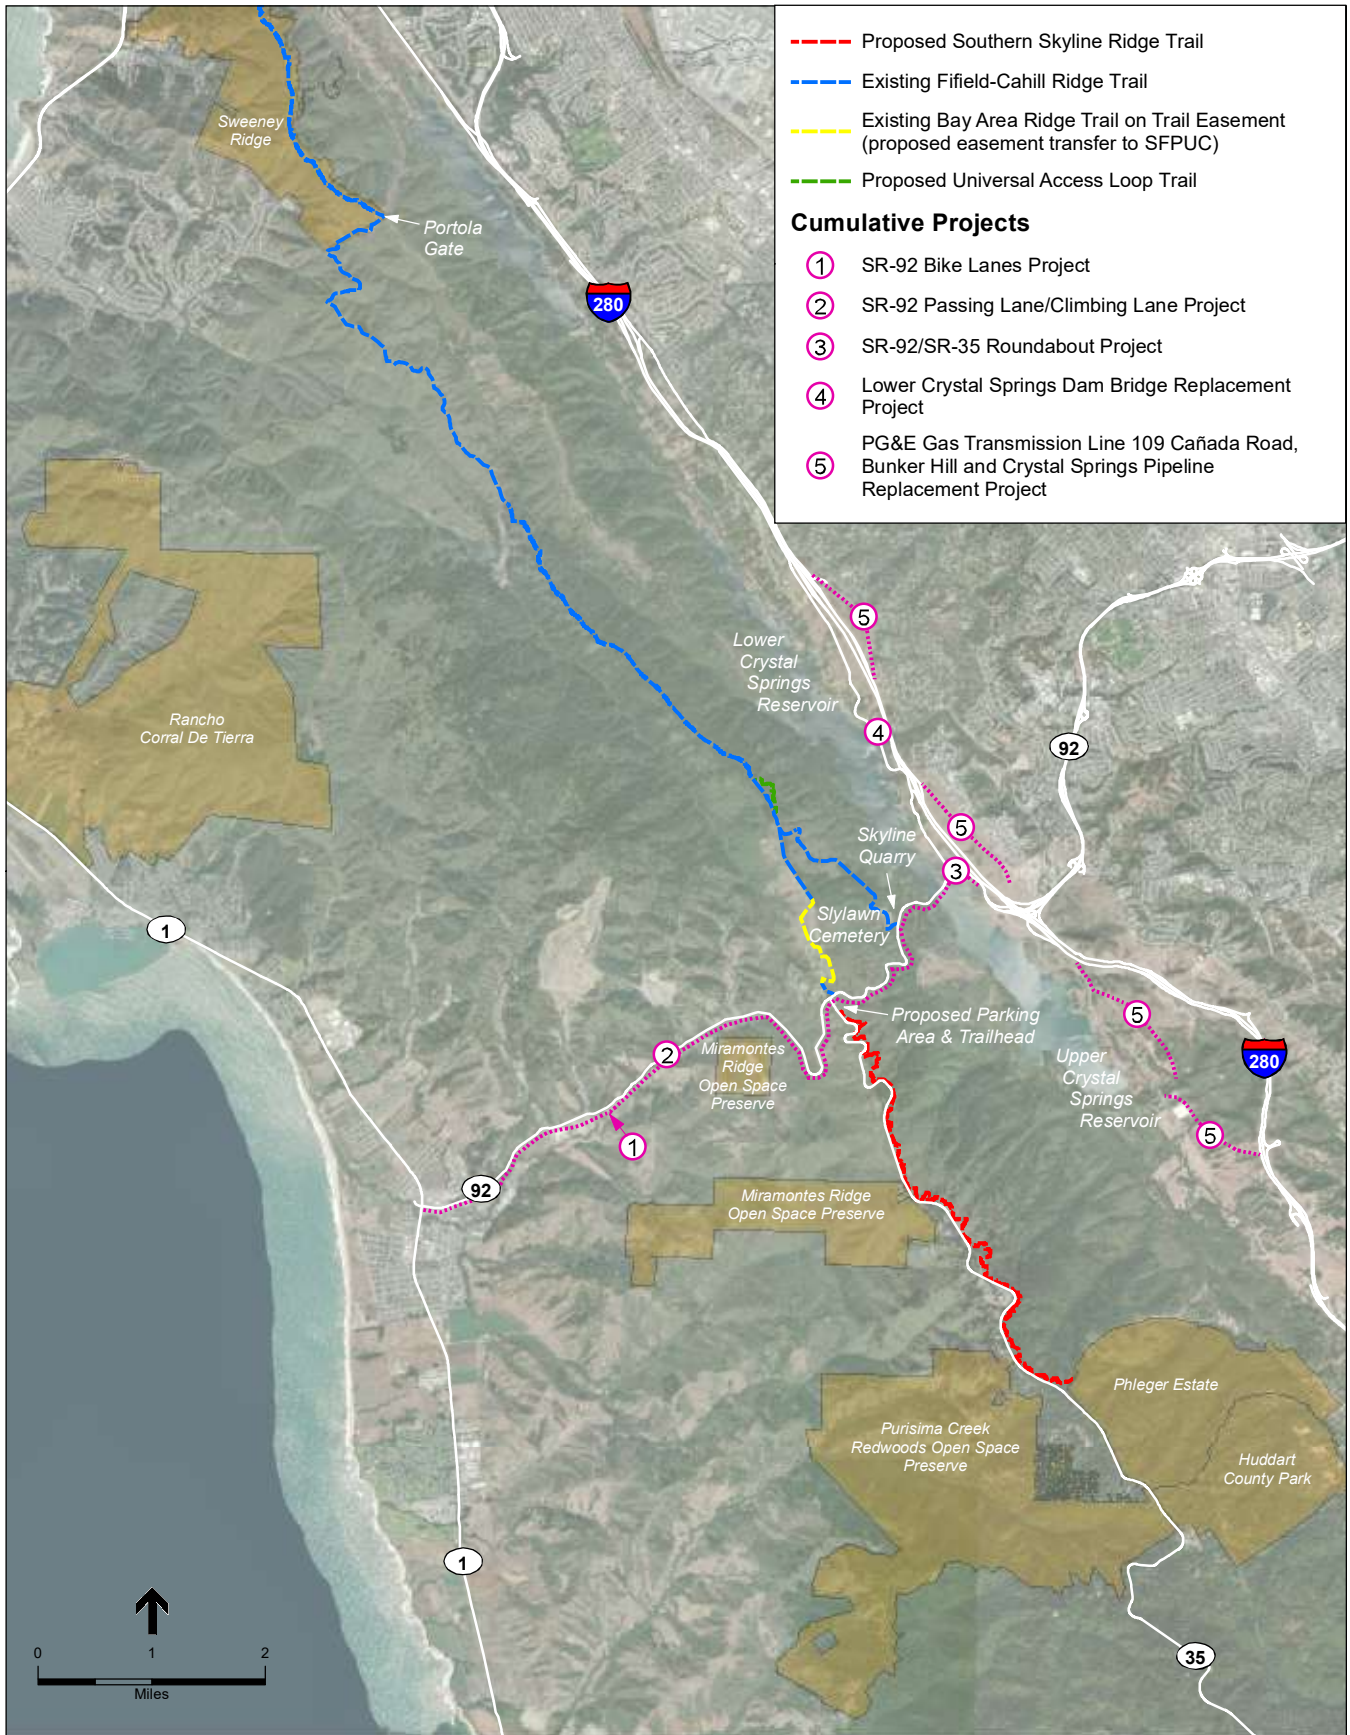 Proposed Southern Skyline Ridge Trail
Existing Fifield-Cahill Ridge Trail
Existing Bay Area Ridge Trail on Trail Easement
(proposed easement transfer to SFPUC)
Proposed Universal Access Loop Trail
Cumulative Projects
1 SR-92 Bike Lanes Project
2 SR-92 Passing Lane/Climbing Lane Project
3 SR-92/SR-35 Roundabout Project
4 Lower Crystal Springs Dam Bridge Replacement
Project
5 PG&E Gas Transmission Line 109 Cañada Road,
Bunker Hill and Crystal Springs Pipeline
Replacement Project
Sweeney
Ridge
Portola
Gate
280
5
Lower
Crystal
Springs
Reservoir
4
92
Rancho
Corral De Tierra
5
Skyline
Quarry
3
Slylawn
Cemetery
1
Proposed Parking
Area & Trailhead
5
2
Miramontes
Ridge
Open Space
Preserve
280
Upper
Crystal
Springs
Reservoir
5
1
92
Miramontes Ridge
Open Space Preserve
Phleger Estate
Purisima Creek
Redwoods Open Space
Preserve
Huddart
County Park
1
35
0 1 2
Miles